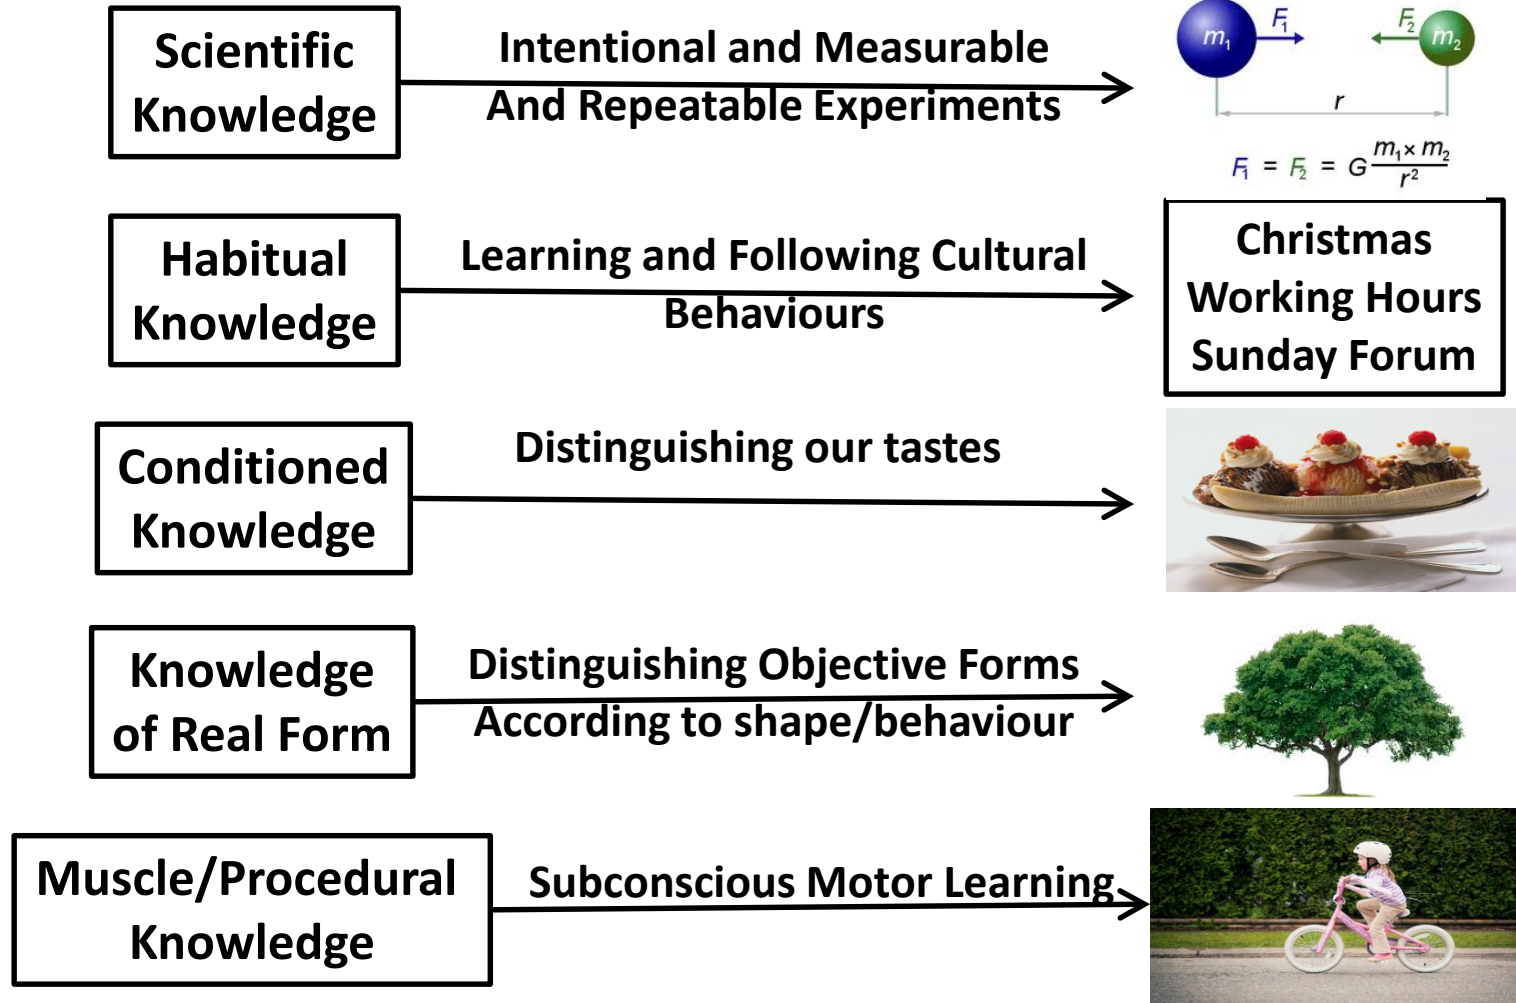 Scientific
Knowledge
Intentional and Measurable
And Repeatable Experiments
m₁ F₁ F₂ m₂
r
F₁ = F₂ = G m₁ × m₂ / r²
Habitual
Knowledge
Learning and Following Cultural
Behaviours
Christmas
Working Hours
Sunday Forum
Conditioned
Knowledge
Distinguishing our tastes
Knowledge
of Real Form
Distinguishing Objective Forms
According to shape/behaviour
Muscle/Procedural
Knowledge
Subconscious Motor Learning